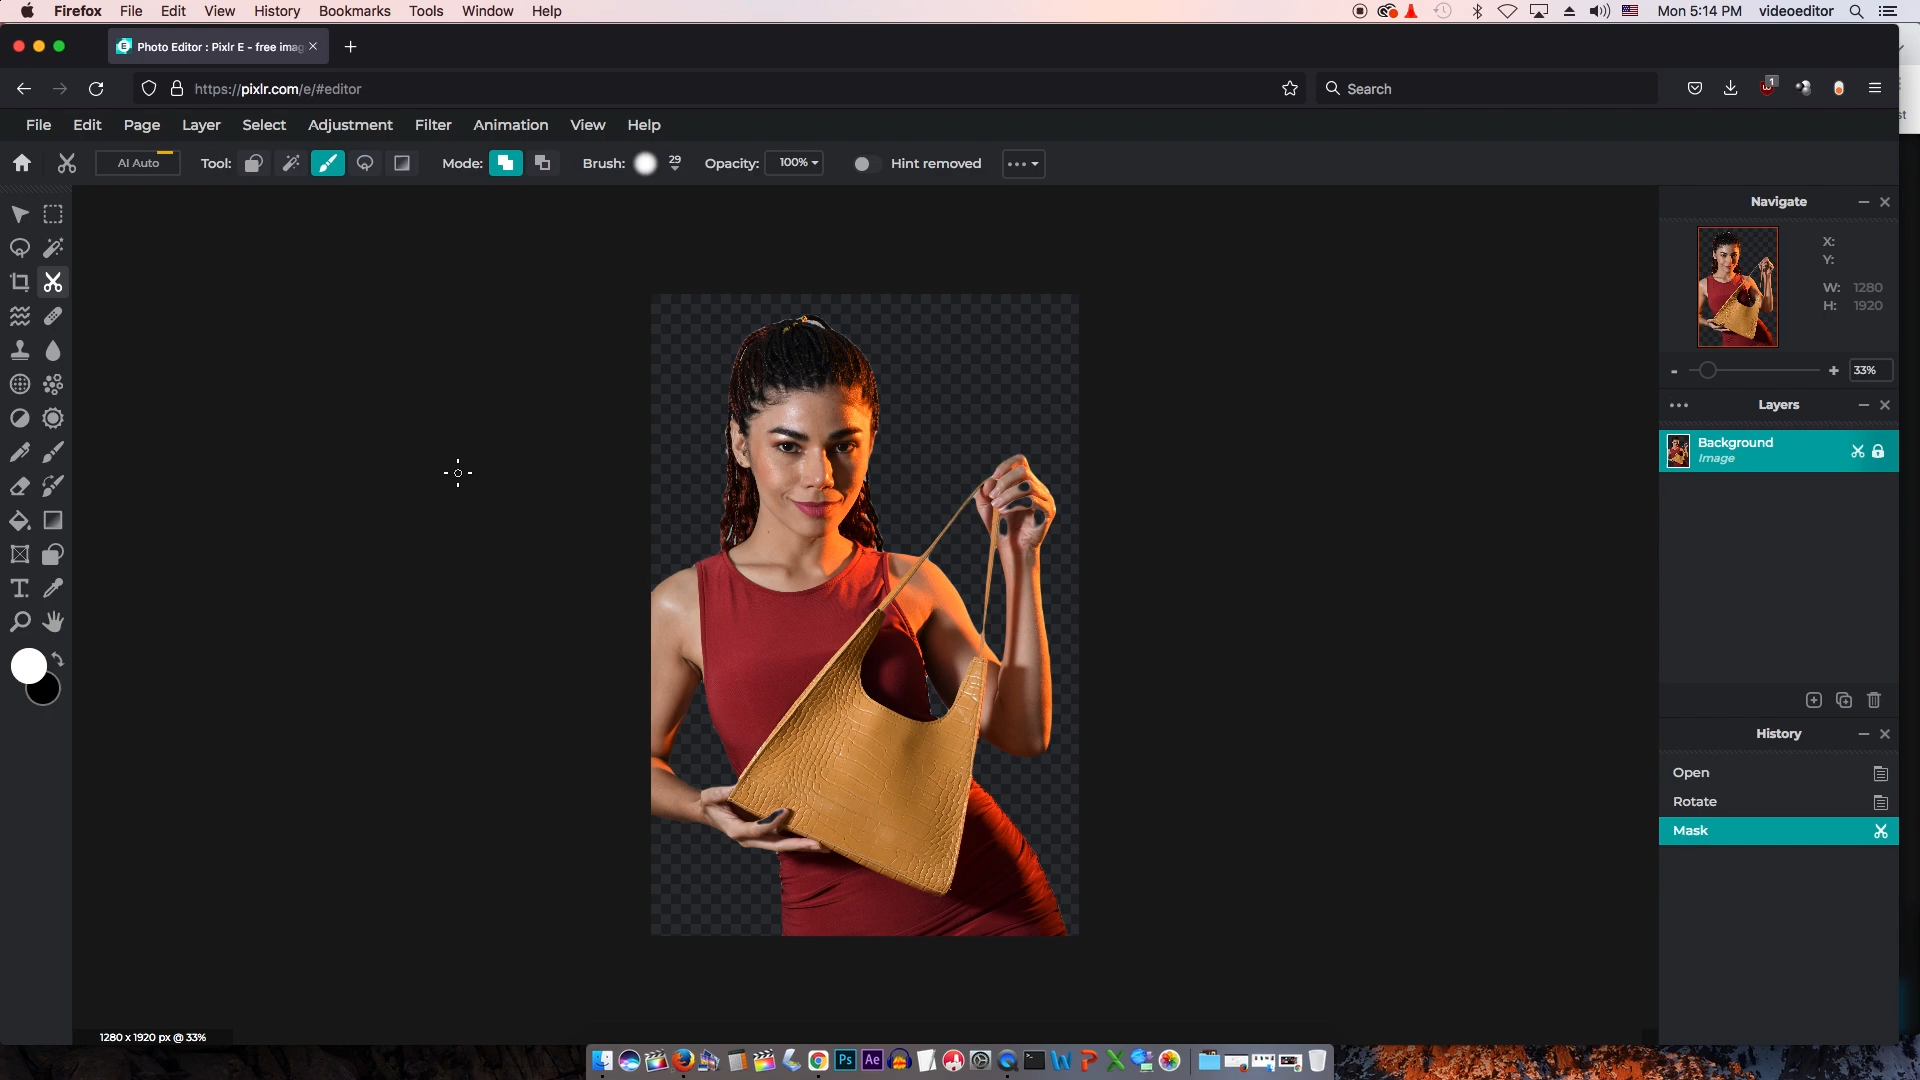 Firefox File Edit View History Bookmarks Tools Window Help Mon 5:14 PM videoeditor
Photo Editor : Pixlr E - free imag
https://pixlr.com/e/#editor Search 1
File Edit Page Layer Select Adjustment Filter Animation View Help
AI Auto Tool: Mode: Brush: 29 Opacity: 100% Hint removed
Navigate
X:
Y:
W: 1280
H: 1920
- + 33%
Layers
Background
Image
History
Open
Rotate
Mask
1280 x 1920 px @ 33%
Ps Ae